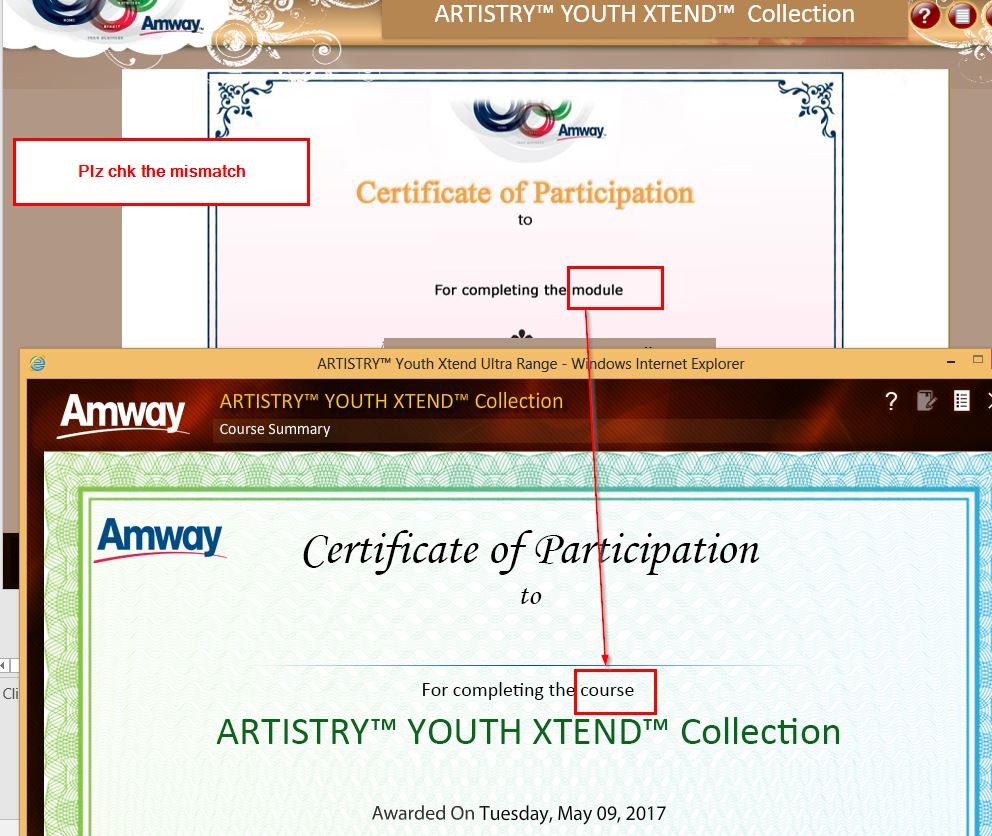 Amway
ARTISTRY™ YOUTH XTEND™ Collection
?
Plz chk the mismatch
Amway
Certificate of Participation
to
For completing the module
ARTISTRY™ Youth Xtend Ultra Range - Windows Internet Explorer
Amway
ARTISTRY™ YOUTH XTEND™ Collection
?
Course Summary
Amway
Certificate of Participation
to
For completing the course
ARTISTRY™ YOUTH XTEND™ Collection
Awarded On Tuesday, May 09, 2017
Cli